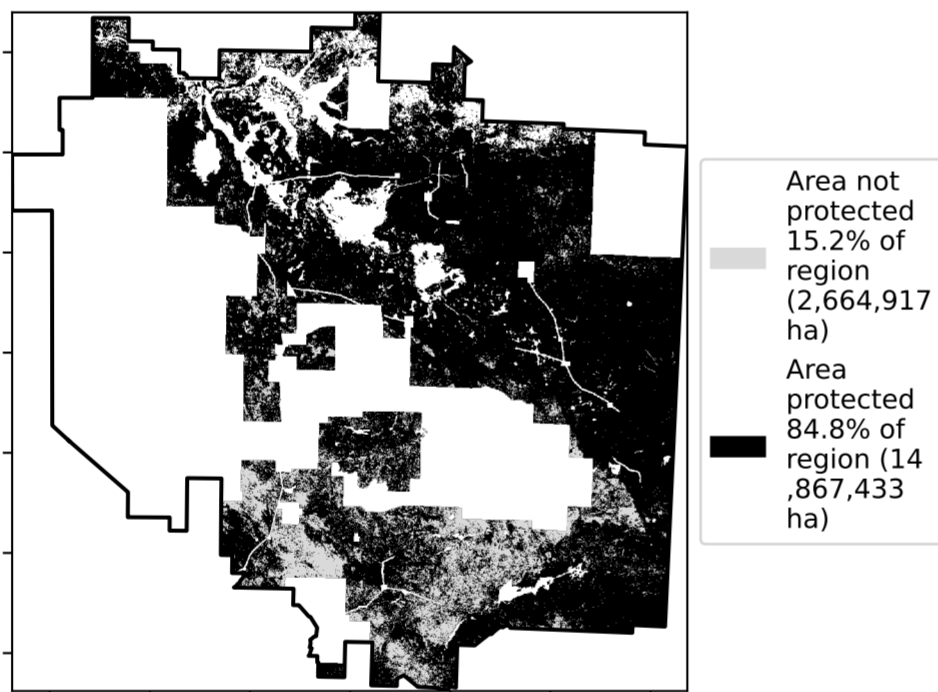 Area not
protected
15.2% of
region
(2,664,917
ha)
Area
protected
84.8% of
region (14
,867,433
ha)